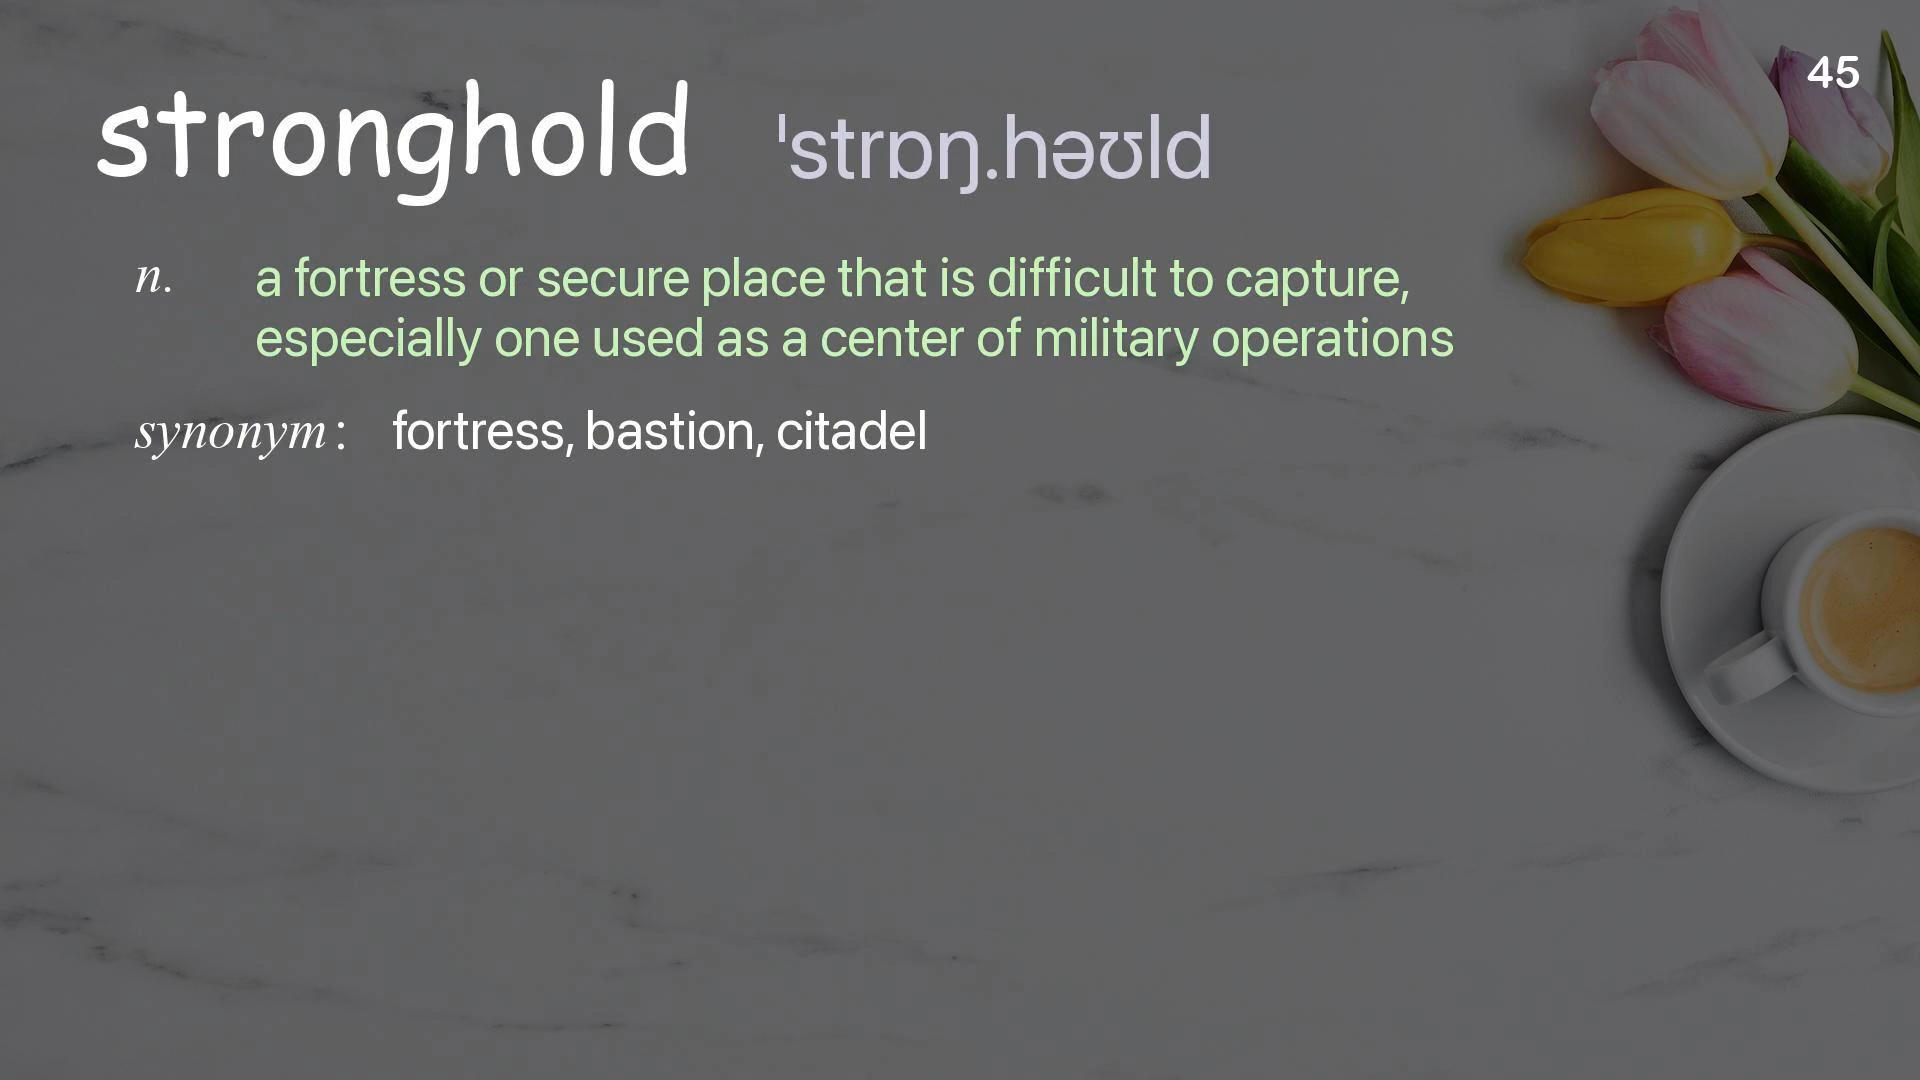 45
stronghold ˈstrɒŋ.həʊld
n. a fortress or secure place that is difficult to capture,
especially one used as a center of military operations
synonym: fortress, bastion, citadel